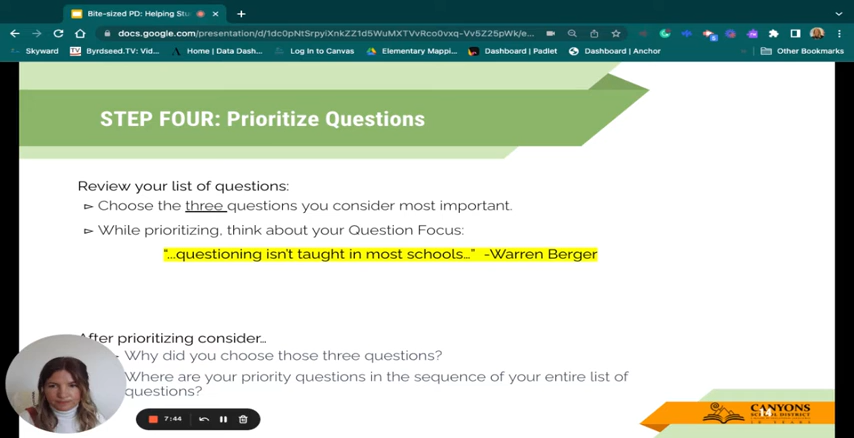 Bite-sized PD: Helping Stu
docs.google.com/presentation/d/1dc0pNtSrpyiXnkZZ1d5WuMXTVvRco0vxq-Vv5Z25pWk/e...
Skyward
Byrdseed.TV: Vid...
Home | Data Dash...
Log In to Canvas
Elementary Mappi...
Dashboard | Padlet
Dashboard | Anchor
Other Bookmarks
STEP FOUR: Prioritize Questions
Review your list of questions:
➢ Choose the three questions you consider most important.
➢ While prioritizing, think about your Question Focus:
“...questioning isn’t taught in most schools...” -Warren Berger
After prioritizing consider...
- Why did you choose those three questions?
Where are your priority questions in the sequence of your entire list of
questions?
7:44
CANYONS
SCHOOL DISTRICT